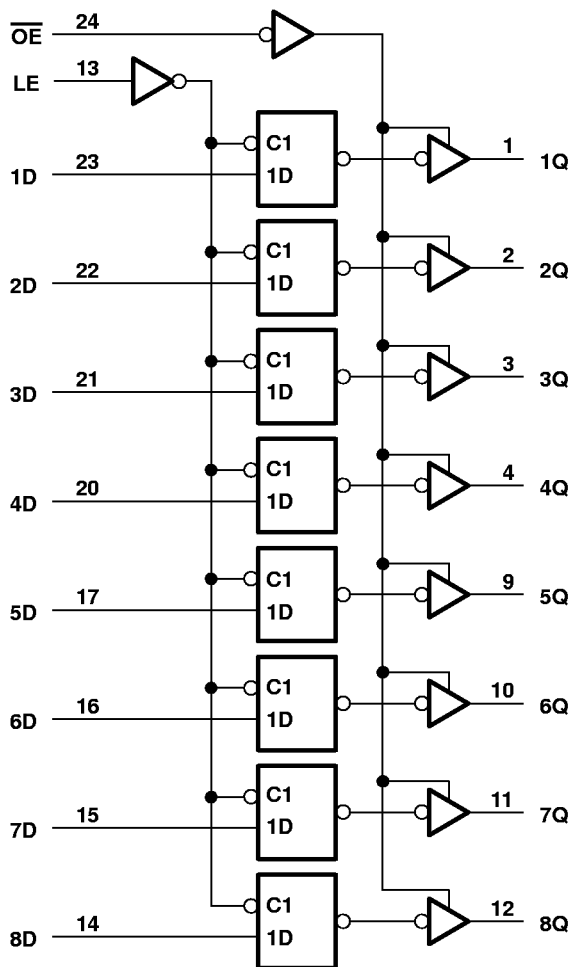 O̅E̅ 24
LE 13
C1
1D 23 1D 1 1Q
C1
2D 22 1D 2 2Q
C1
3D 21 1D 3 3Q
C1
4D 20 1D 4 4Q
C1
5D 17 1D 9 5Q
C1
6D 16 1D 10 6Q
C1
7D 15 1D 11 7Q
C1
8D 14 1D 12 8Q